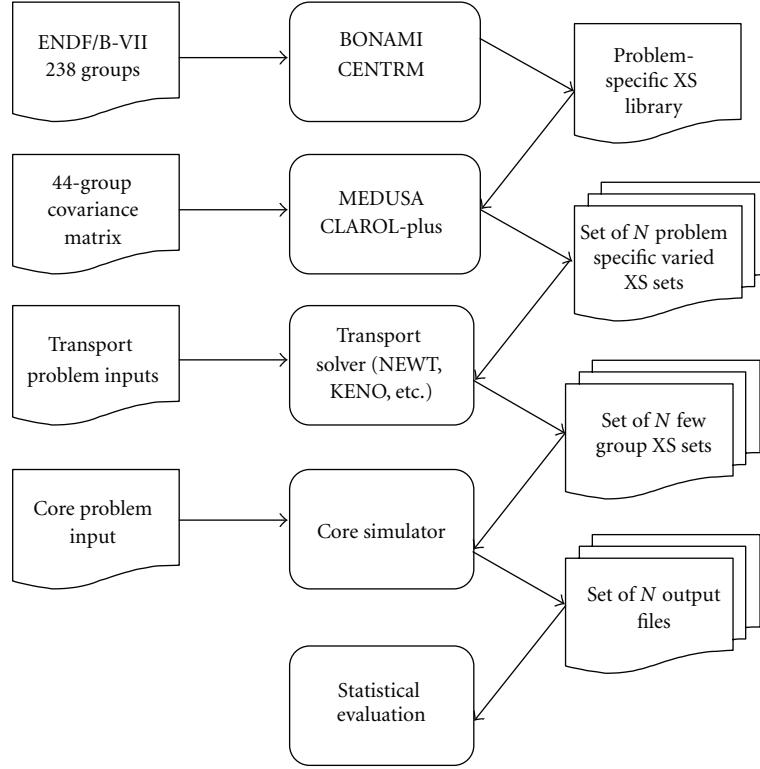 ENDF/B-VII
238 groups
BONAMI
CENTRM
Problem-
specific XS
library
44-group
covariance
matrix
MEDUSA
CLAROL-plus
Set of N problem
specific varied
XS sets
Transport
problem inputs
Transport
solver (NEWT,
KENO, etc.)
Set of N few
group XS sets
Core problem
input
Core simulator
Set of N output
files
Statistical
evaluation